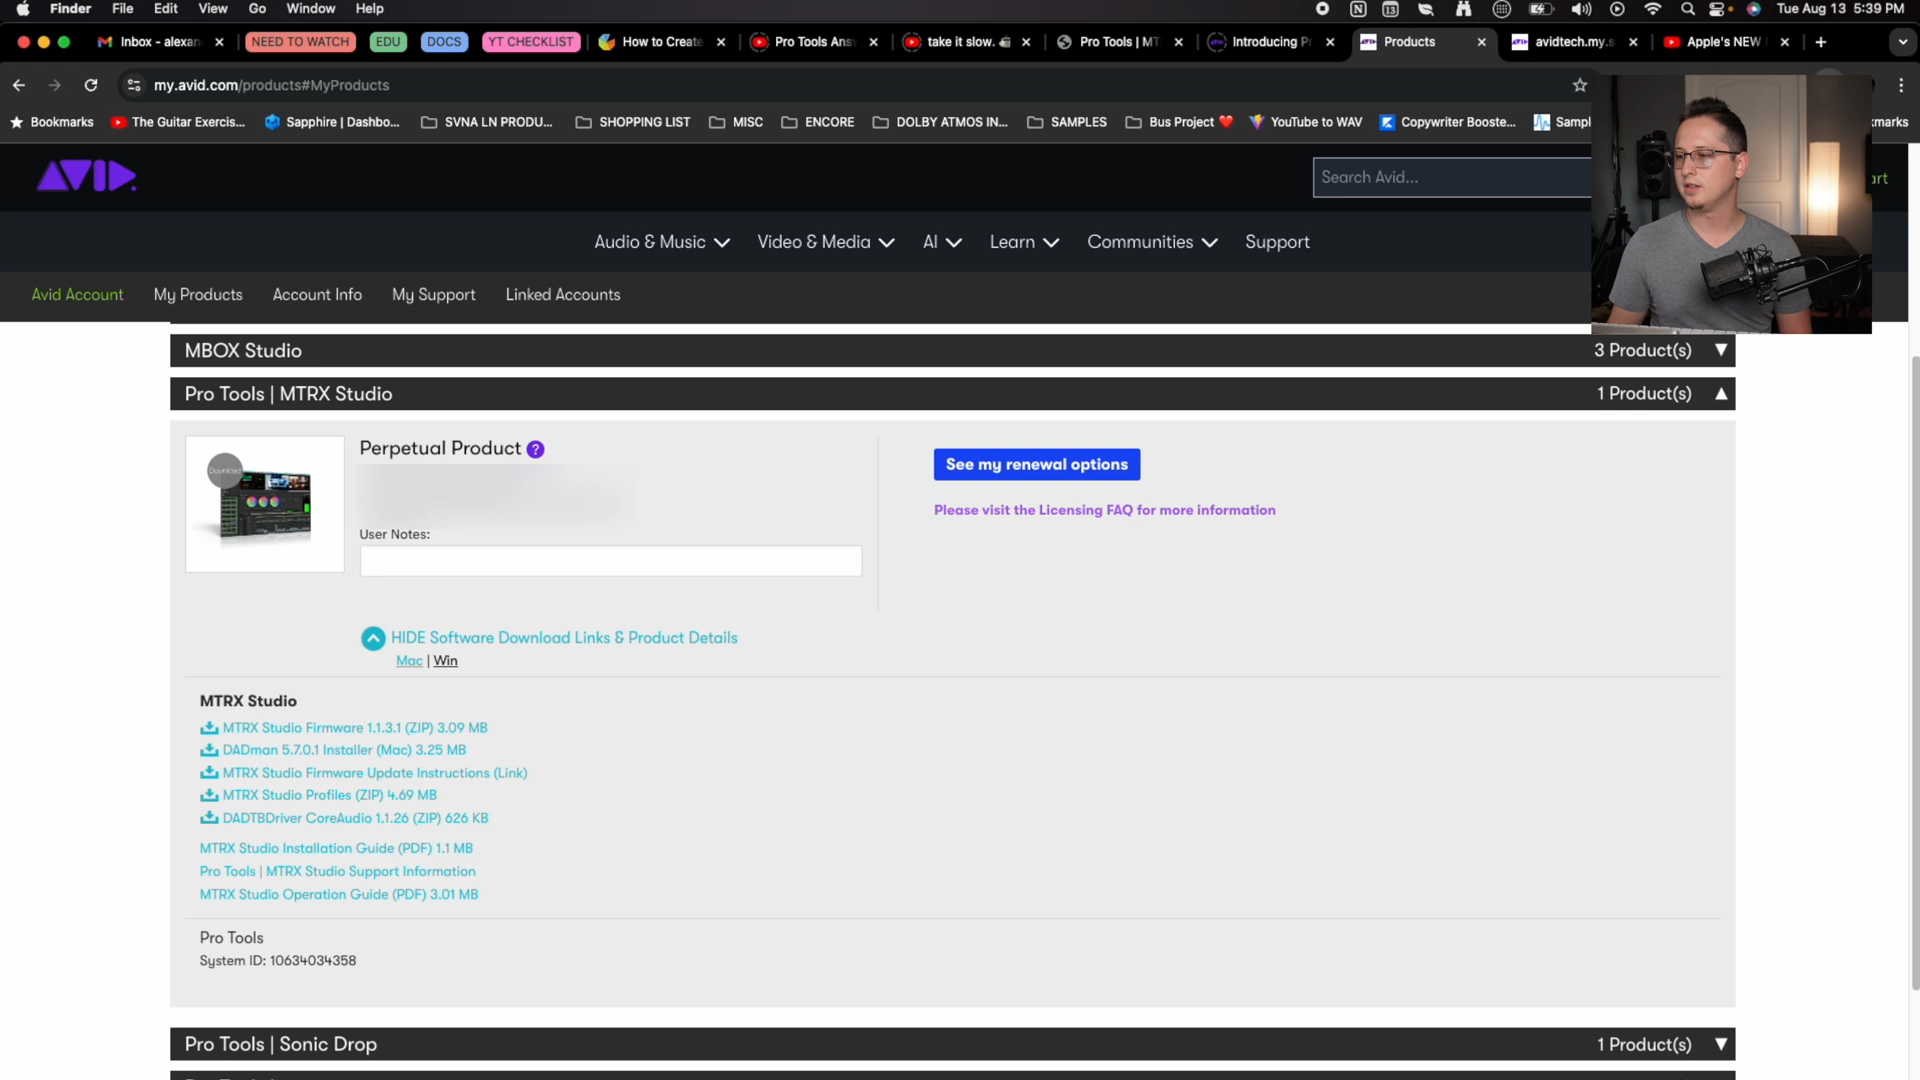 Finder File Edit View Go Window Help
13
Tue Aug 13 5:39 PM
Inbox - alexan
NEED TO WATCH
EDU
DOCS
YT CHECKLIST
How to Create
Pro Tools Ans
take it slow.
Pro Tools | MT
Introducing Pr
Products
avidtech.my.s
Apple's NEW
my.avid.com/products#MyProducts
Bookmarks
The Guitar Exercis...
Sapphire | Dashbo...
SVNA LN PRODU...
SHOPPING LIST
MISC
ENCORE
DOLBY ATMOS IN...
SAMPLES
Bus Project
YouTube to WAV
Copywriter Booste...
Sampl
kmarks
AVID
Search Avid...
art
Audio & Music
Video & Media
AI
Learn
Communities
Support
Avid Account
My Products
Account Info
My Support
Linked Accounts
MBOX Studio
3 Product(s)
Pro Tools | MTRX Studio
1 Product(s)
Download
Perpetual Product ?
See my renewal options
Please visit the Licensing FAQ for more information
User Notes:
HIDE Software Download Links & Product Details
Mac | Win
MTRX Studio
MTRX Studio Firmware 1.1.3.1 (ZIP) 3.09 MB
DADman 5.7.0.1 Installer (Mac) 3.25 MB
MTRX Studio Firmware Update Instructions (Link)
MTRX Studio Profiles (ZIP) 4.69 MB
DADTBDriver CoreAudio 1.1.26 (ZIP) 626 KB
MTRX Studio Installation Guide (PDF) 1.1 MB
Pro Tools | MTRX Studio Support Information
MTRX Studio Operation Guide (PDF) 3.01 MB
Pro Tools
System ID: 10634034358
Pro Tools | Sonic Drop
1 Product(s)